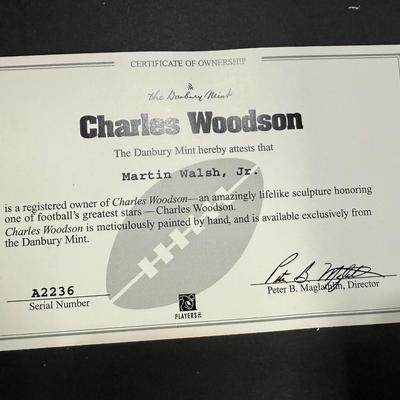 CERTIFICATE OF OWNERSHIP
The Danbury Mint
Charles Woodson
The Danbury Mint hereby attests that
Martin Walsh, Jr.
is a registered owner of Charles Woodson—an amazingly lifelike sculpture honoring
one of football's greatest stars — Charles Woodson.
Charles Woodson is meticulously painted by hand, and is available exclusively from
the Danbury Mint.
A2236
Serial Number
PLAYERS INC
Peter B. Maglathlin, Director